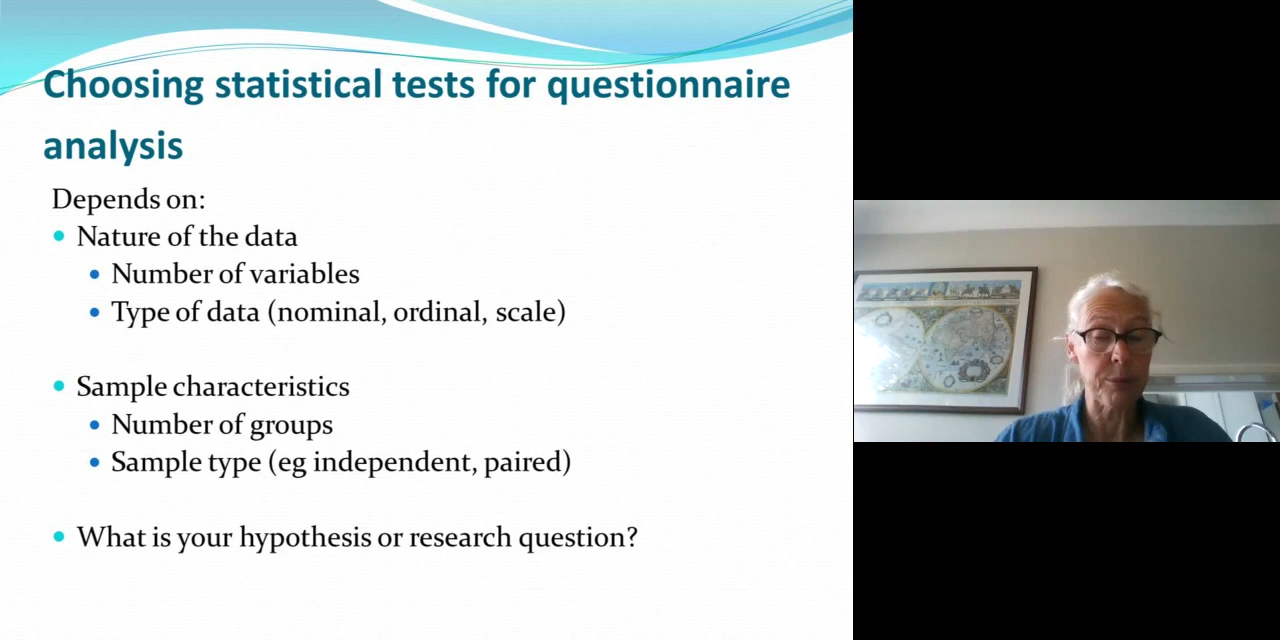 Choosing statistical tests for questionnaire
analysis
Depends on:
Nature of the data
Number of variables
Type of data (nominal, ordinal, scale)
Sample characteristics
Number of groups
Sample type (eg independent, paired)
What is your hypothesis or research question?